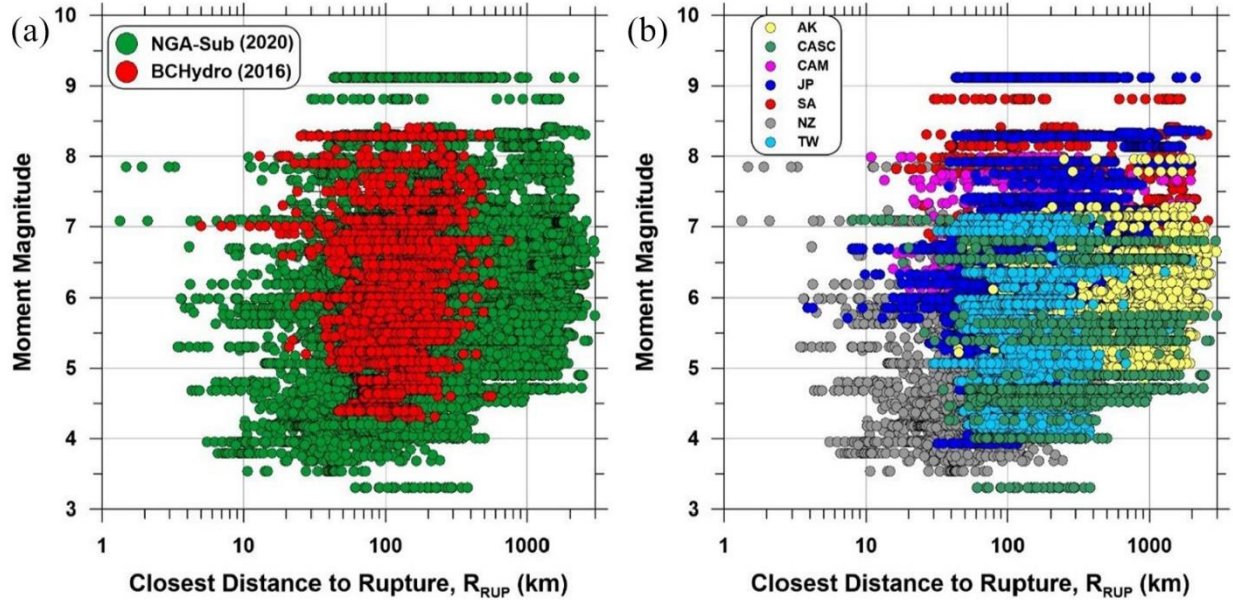 (a)
NGA-Sub (2020)
BCHydro (2016)
Moment Magnitude
10
9
8
7
6
5
4
3
1
10
100
1000
Closest Distance to Rupture, RRUP (km)
(b)
AK
CASC
CAM
JP
SA
NZ
TW
Moment Magnitude
10
9
8
7
6
5
4
3
1
10
100
1000
Closest Distance to Rupture, RRUP (km)